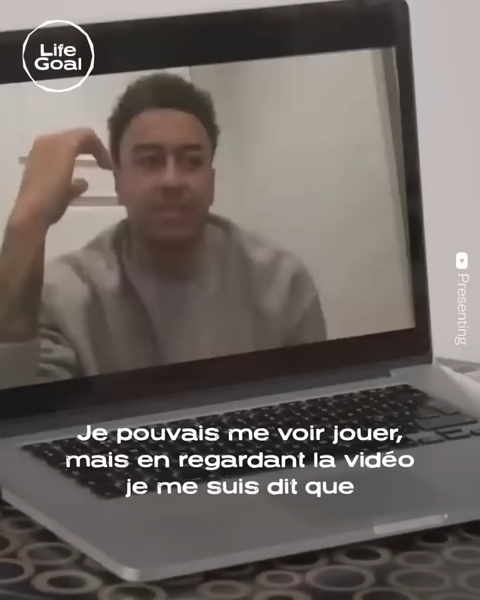 Life
Goal
Presenting
Je pouvais me voir jouer,
mais en regardant la vidéo
je me suis dit que